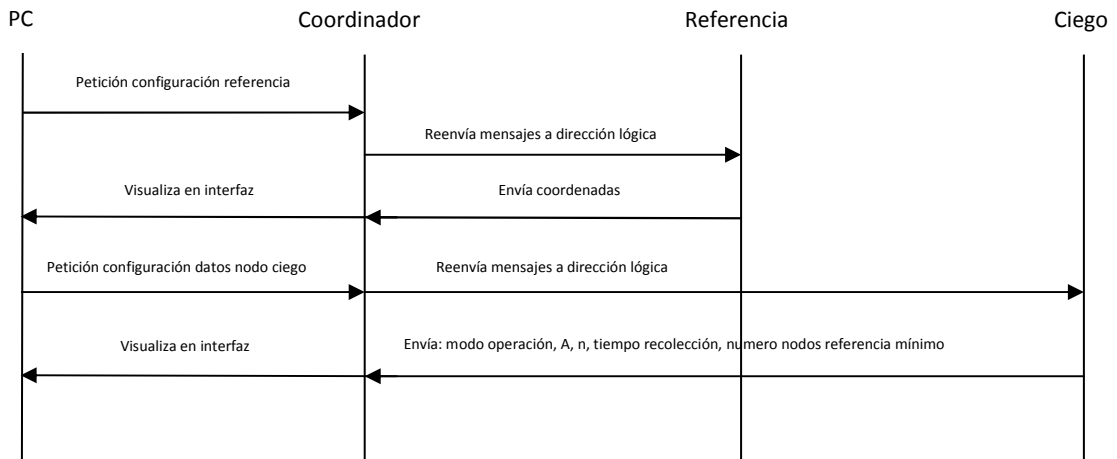 PC
Coordinador
Referencia
Ciego
Petición configuración referencia
Reenvía mensajes a dirección lógica
Visualiza en interfaz
Envía coordenadas
Petición configuración datos nodo ciego
Reenvía mensajes a dirección lógica
Visualiza en interfaz
Envía: modo operación, A, n, tiempo recolección, numero nodos referencia mínimo